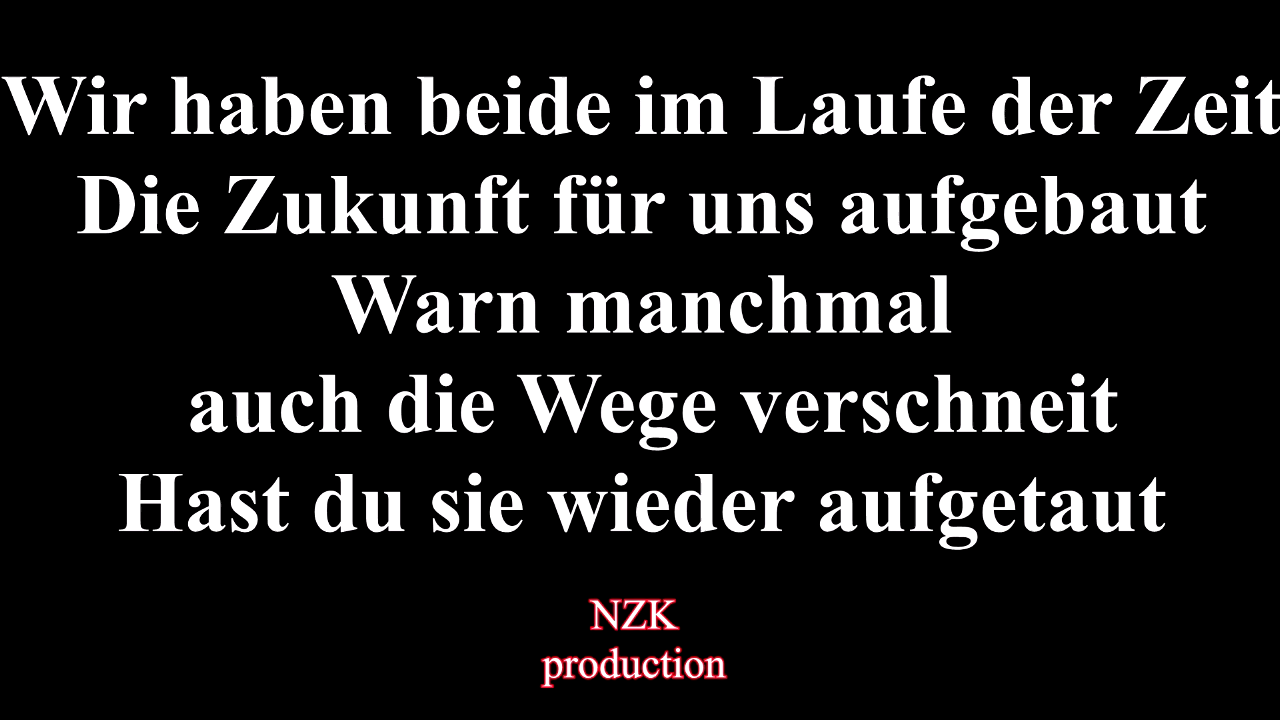 Wir haben beide im Laufe der Zeit
Die Zukunft für uns aufgebaut
Warn manchmal
auch die Wege verschneit
Hast du sie wieder aufgetaut
NZK
production